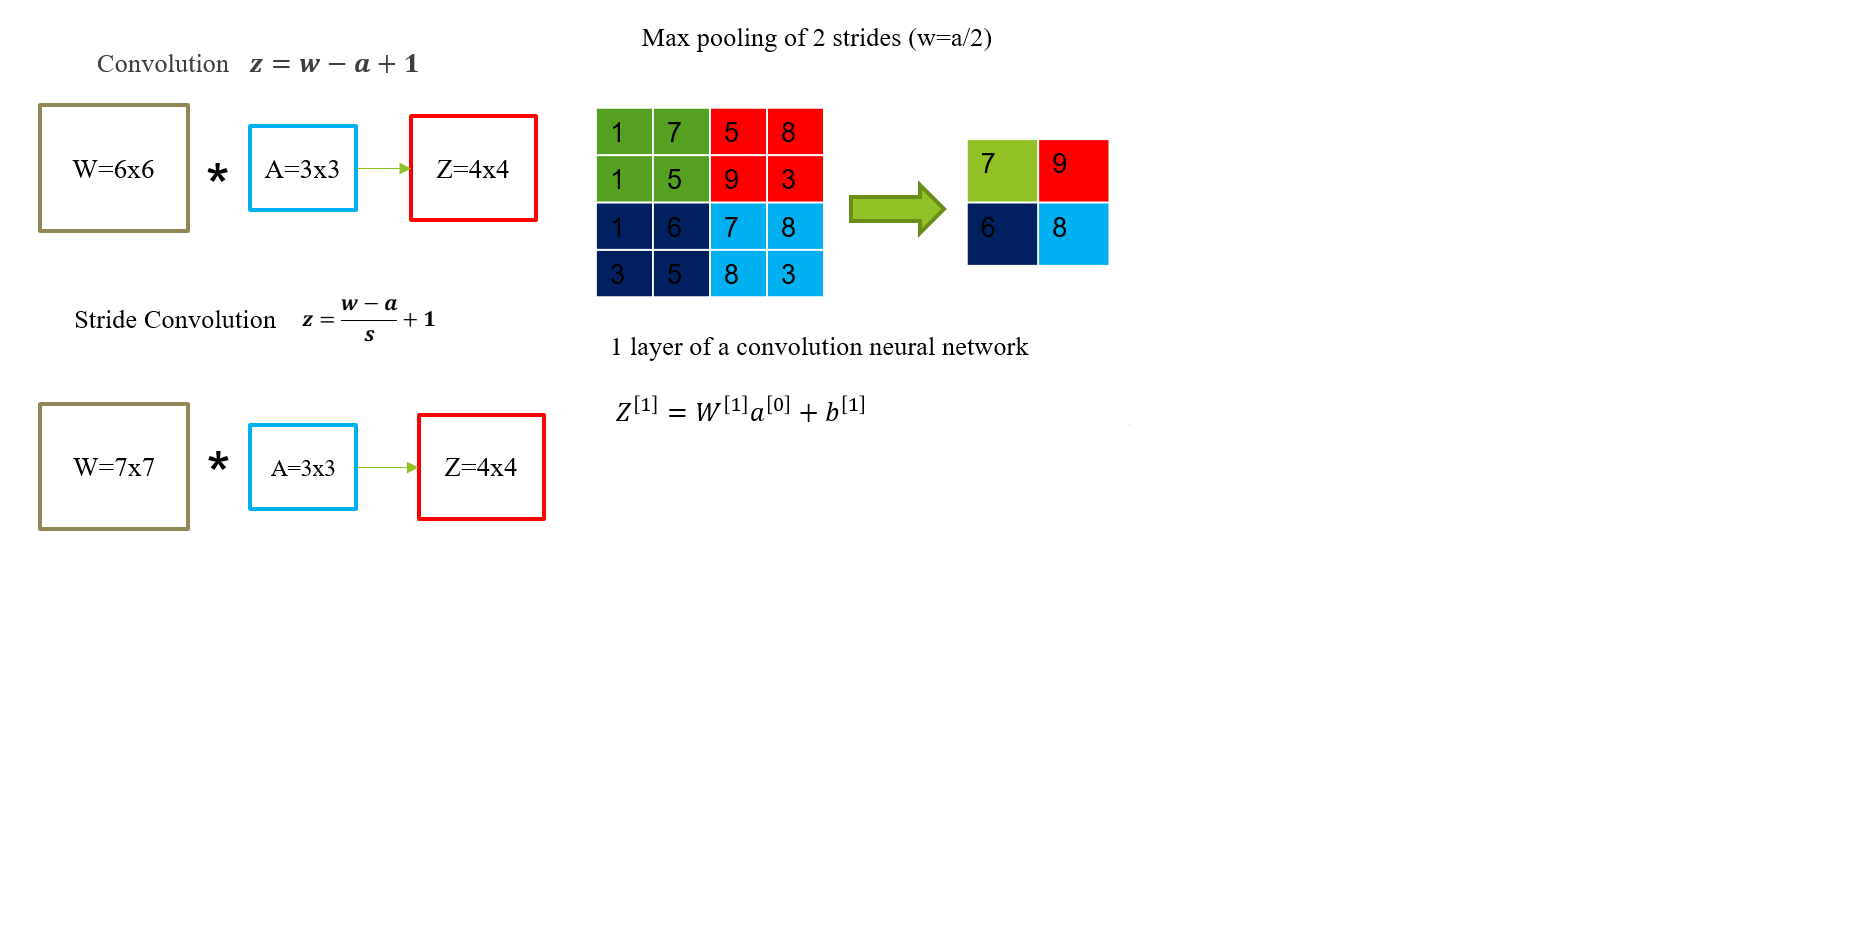 Convolution z = w − a + 1
W=6x6 * A=3x3 Z=4x4
Stride Convolution z = \frac{w − a}{s} + 1
W=7x7 * A=3x3 Z=4x4
Max pooling of 2 strides (w=a/2)
1 7 5 8
1 5 9 3
1 6 7 8
3 5 8 3
7 9
6 8
1 layer of a convolution neural network
Z^{[1]} = W^{[1]}a^{[0]} + b^{[1]}